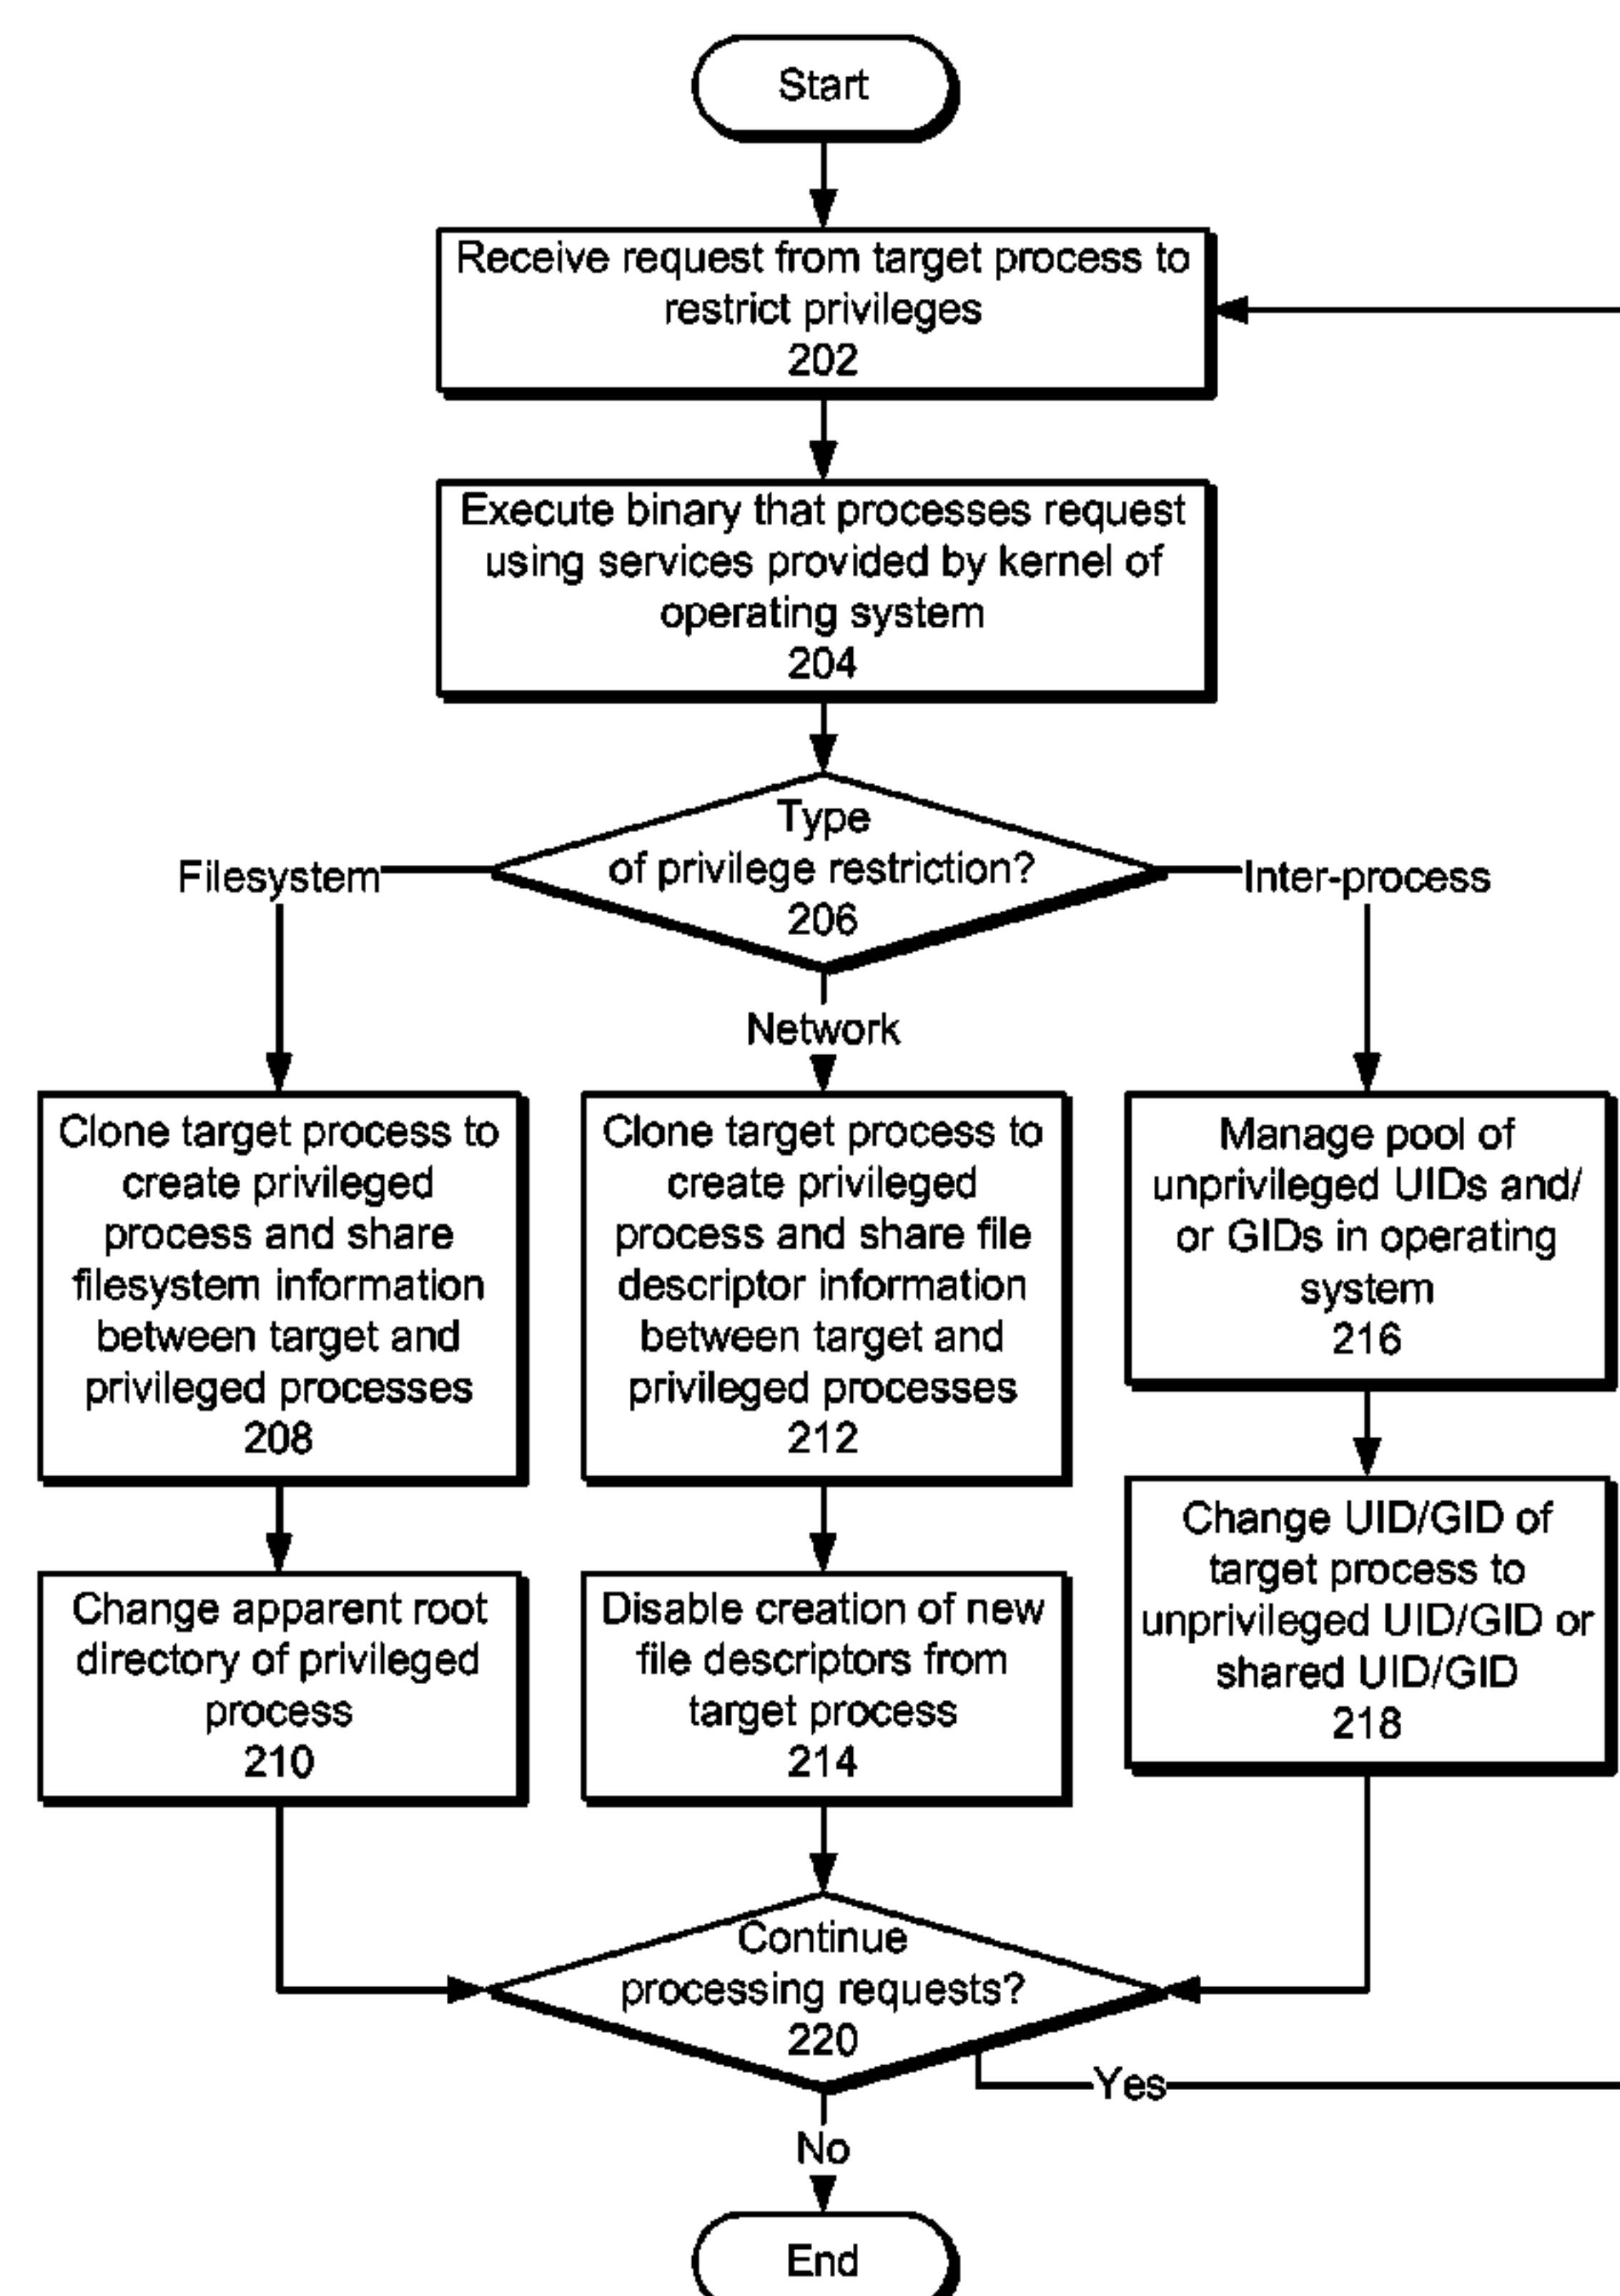 Start
Receive request from target process to
restrict privileges
202
Execute binary that processes request
using services provided by kernel of
operating system
204
Type
of privilege restriction?
206
Filesystem
Network
Inter-process
Clone target process to
create privileged
process and share
filesystem information
between target and
privileged processes
208
Clone target process to
create privileged
process and share file
descriptor information
between target and
privileged processes
212
Manage pool of
unprivileged UIDs and/
or GIDs in operating
system
216
Change apparent root
directory of privileged
process
210
Disable creation of new
file descriptors from
target process
214
Change UID/GID of
target process to
unprivileged UID/GID or
shared UID/GID
218
Continue
processing requests?
220
Yes
No
End